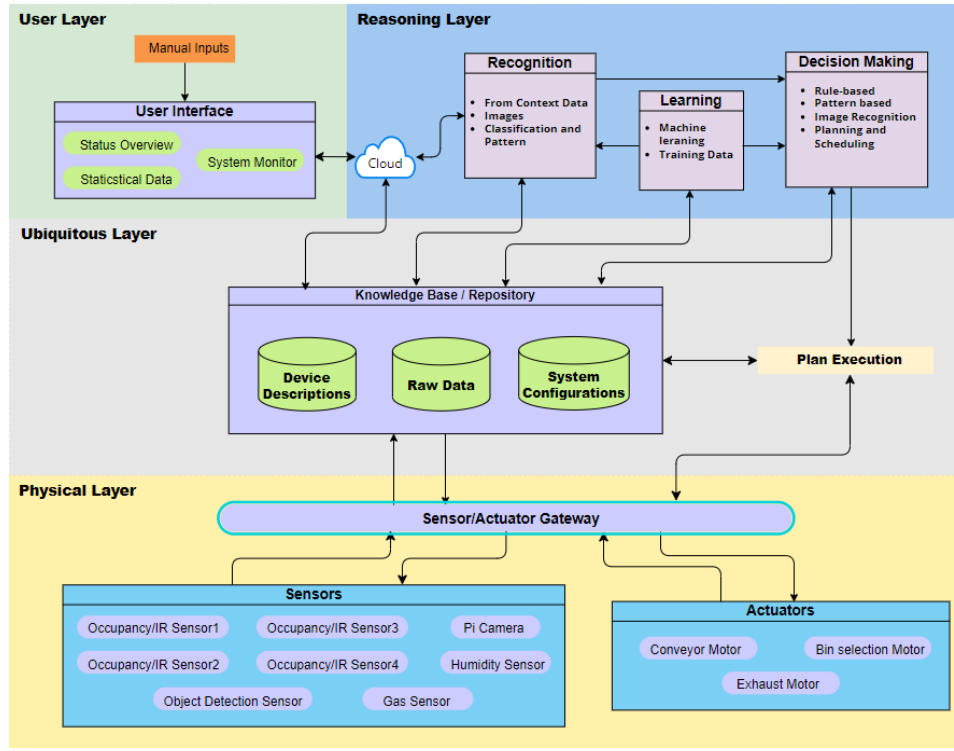 User Layer
Manual Inputs
User Interface
Status Overview
System Monitor
Staticstical Data
Reasoning Layer
Cloud
Recognition
• From Context Data
• Images
• Classification and
Pattern
Learning
• Machine
leraning
• Training Data
Decision Making
• Rule-based
• Pattern based
• Image Recognition
• Planning and
Scheduling
Ubiquitous Layer
Knowledge Base / Repository
Device
Descriptions
Raw Data
System
Configurations
Plan Execution
Physical Layer
Sensor/Actuator Gateway
Sensors
Occupancy/IR Sensor1
Occupancy/IR Sensor3
Pi Camera
Occupancy/IR Sensor2
Occupancy/IR Sensor4
Humidity Sensor
Object Detection Sensor
Gas Sensor
Actuators
Conveyor Motor
Bin selection Motor
Exhaust Motor